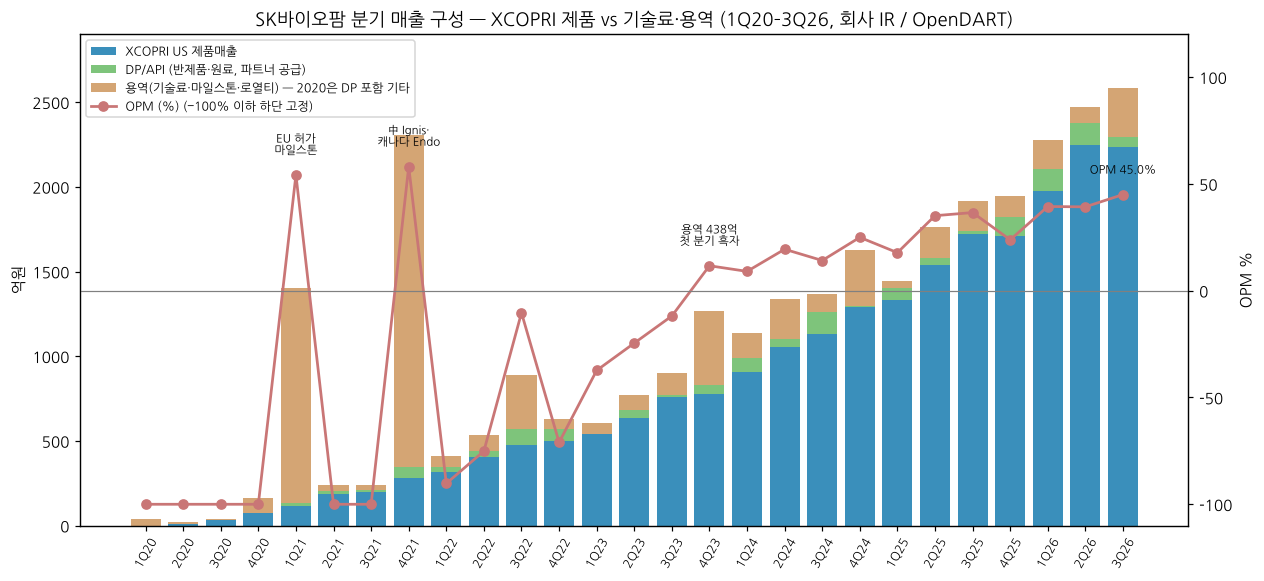 SK바이오팜 분기 매출 구성 — XCOPRI 제품 vs 기술료·용역 (1Q20–3Q26, 회사 IR / OpenDART)
XCOPRI US 제품매출
DP/API (반제품·원료, 파트너 공급)
용역(기술료·마일스톤·로열티) — 2020은 DP 포함 기타
OPM (%) (−100% 이하 하단 고정)
EU 허가
마일스톤
中 Ignis·
캐나다 Endo
용역 438억
첫 분기 흑자
OPM 45.0%
억원
2500
2000
1500
1000
500
0
OPM %
100
50
0
-50
-100
1Q20
2Q20
3Q20
4Q20
1Q21
2Q21
3Q21
4Q21
1Q22
2Q22
3Q22
4Q22
1Q23
2Q23
3Q23
4Q23
1Q24
2Q24
3Q24
4Q24
1Q25
2Q25
3Q25
4Q25
1Q26
2Q26
3Q26